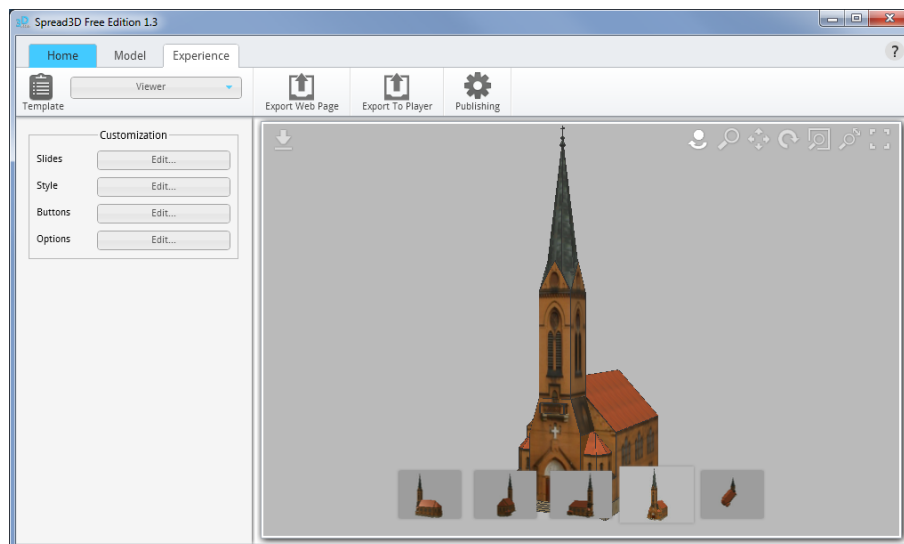 Spread3D Free Edition 1.3
Home Model Experience ?
Viewer
Template Export Web Page Export To Player Publishing
Customization
Slides Edit...
Style Edit...
Buttons Edit...
Options Edit...